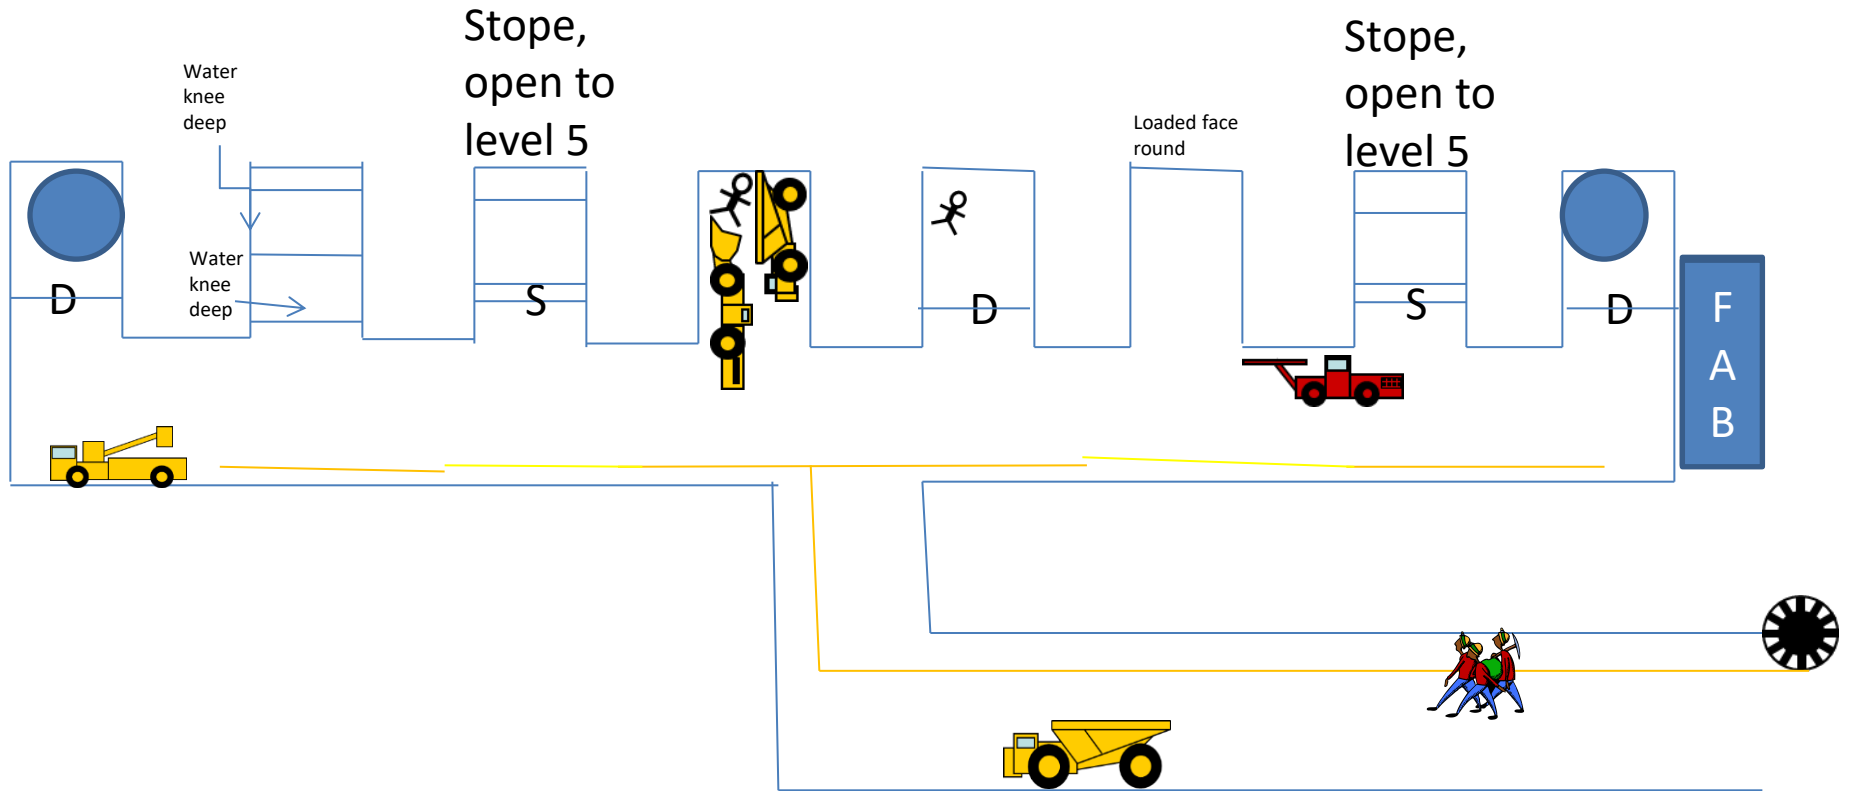 Stope,
open to
level 5
Stope,
open to
level 5
Water
knee
deep
Loaded face
round
Water
knee
deep
D
S
D
S
D
F
A
B